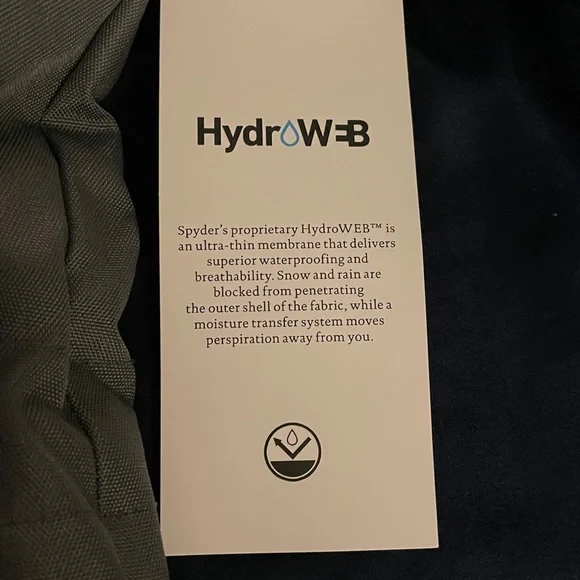 HydroWEB
Spyder's proprietary HydroWEB™ is
an ultra-thin membrane that delivers
superior waterproofing and
breathability. Snow and rain are
blocked from penetrating
the outer shell of the fabric, while a
moisture transfer system moves
perspiration away from you.